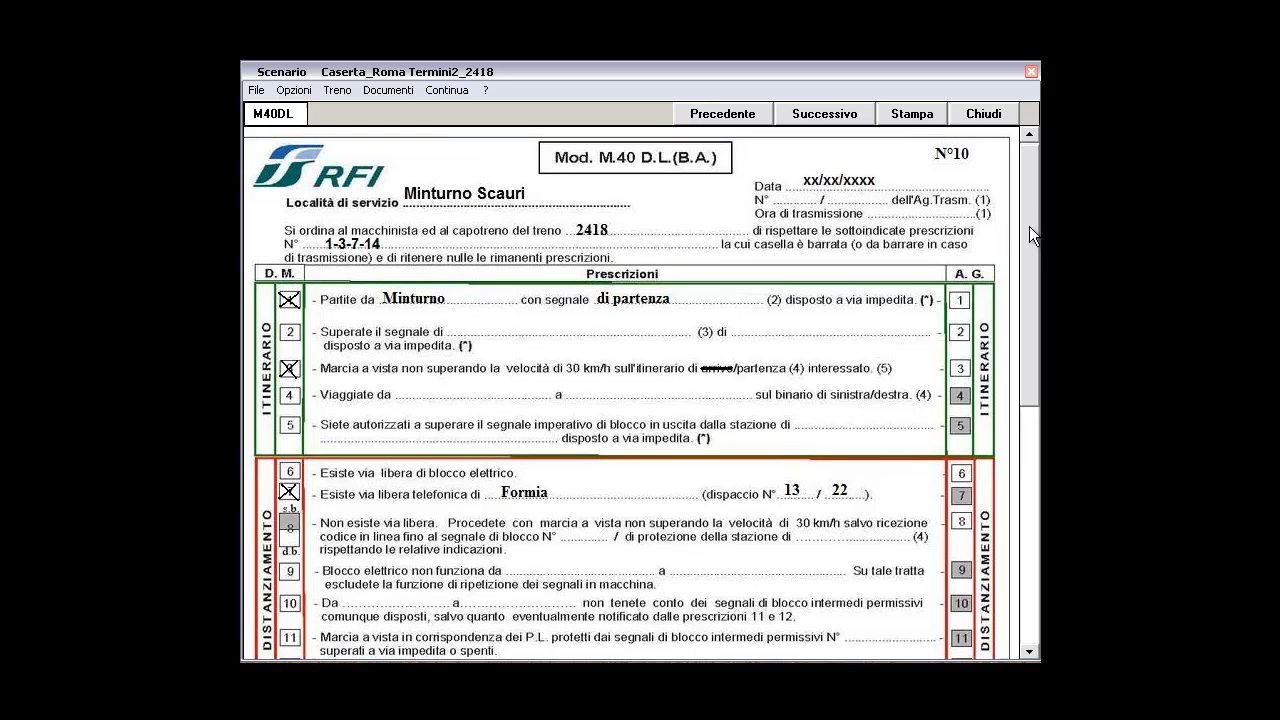 Scenario Caserta_Roma Termini2_2418
File Opzioni Treno Documenti Continua ?
M40DL Precedente Successivo Stampa Chiudi
RFI
Mod. M.40 D.L.(B.A.)
N°10
Località di servizio Minturno Scauri
Data xx/xx/xxxx
N° ........... / ............... dell'Ag.Trasm. (1)
Ora di trasmissione ...........................(1)
Si ordina al macchinista ed al capotreno del treno 2418 di rispettare le sottoindicate prescrizioni
N° 1-3-7-14 la cui casella è barrata (o da barrare in caso
di trasmissione) e di ritenere nulle le rimanenti prescrizioni.
D. M. Prescrizioni A. G.
ITINERARIO
- Partite da Minturno con segnale di partenza (2) disposto a via impedita. (*) - 1
2 - Superate il segnale di .......... (3) di .......... - 2
disposto a via impedita. (*)
- Marcia a vista non superando la velocità di 30 km/h sull'itinerario di arrivo/partenza (4) interessato. (5) 3
4 - Viaggiate da .......... a .......... sul binario di sinistra/destra. (4) - 4
5 - Siete autorizzati a superare il segnale imperativo di blocco in uscita dalla stazione di .......... - 5
.......... disposto a via impedita. (*)
ITINERARIO
DISTANZIAMENTO
6 - Esiste via libera di blocco elettrico. 6
7 - Esiste via libera telefonica di Formia (dispaccio N° 13 / 22 ). - 7
s.b.
8 - Non esiste via libera. Procedete con marcia a vista non superando la velocità di 30 km/h salvo ricezione 8
codice in linea fino al segnale di blocco N° .......... / di protezione della stazione di .......... (4)
d.b. rispettando le relative indicazioni.
9 - Blocco elettrico non funziona da .......... a .......... Su tale tratta - 9
escludete la funzione di ripetizione dei segnali in macchina.
10 - Da .......... a.......... non tenete conto dei segnali di blocco intermedi permissivi - 10
comunque disposti, salvo quanto eventualmente notificato dalle prescrizioni 11 e 12.
11 - Marcia a vista in corrispondenza dei P.L. protetti dai segnali di blocco intermedi permissivi N° .......... - 11
superati a via impedita o spenti.
DISTANZIAMENTO